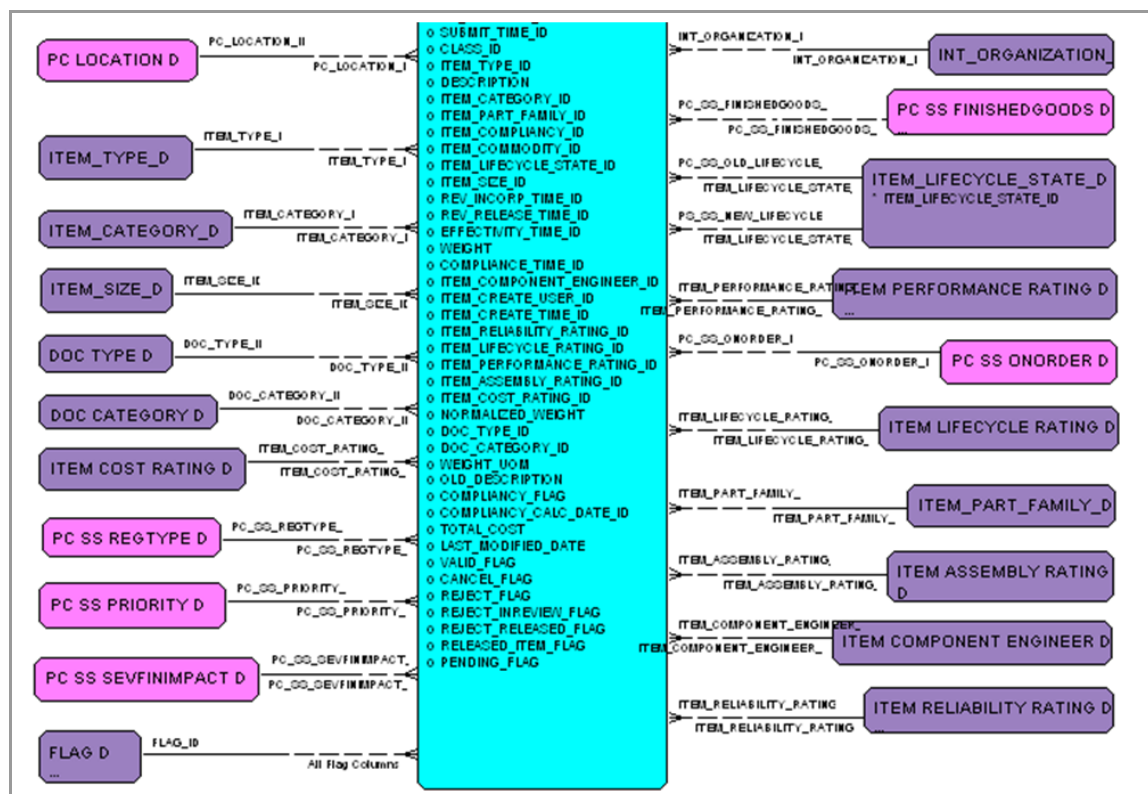 PC_LOCATION_II
PC LOCATION D
PC_LOCATION_I
ITEM_TYPE_I
ITEM_TYPE_D
ITEM_TYPE_I
ITEM_CATEGORY_I
ITEM_CATEGORY_D
ITEM_CATEGORY_I
ITEM_SIZE_D
ITEM_SIZE_II
ITEM_SIZE_II
DOC_TYPE_II
DOC TYPE D
DOC_TYPE_II
DOC_CATEGORY_II
DOC CATEGORY D
DOC_CATEGORY_II
ITEM_COST_RATING_
ITEM COST RATING D
ITEM_COST_RATING_
PC_SS_REGTYPE_
PC SS REGTYPE D
PC_SS_REGTYPE_
PC_SS_PRIORITY_
PC SS PRIORITY D
PC_SS_PRIORITY_
PC_SS_SEVFINIMPACT_
PC SS SEVFINIMPACT D
PC_SS_SEVFINIMPACT_
FLAG_ID
FLAG D
...
All Flag Columns
o SUBMIT_TIME_ID
o CLASS_ID
o ITEM_TYPE_ID
o DESCRIPTION
o ITEM_CATEGORY_ID
o ITEM_PART_FAMILY_ID
o ITEM_COMPLIANCY_ID
o ITEM_COMMODITY_ID
o ITEM_LIFECYCLE_STATE_ID
o ITEM_SIZE_ID
o REV_INCORP_TIME_ID
o REV_RELEASE_TIME_ID
o EFFECTIVITY_TIME_ID
o WEIGHT
o COMPLIANCE_TIME_ID
o ITEM_COMPONENT_ENGINEER_ID
o ITEM_CREATE_USER_ID
o ITEM_CREATE_TIME_ID
o ITEM_RELIABILITY_RATING_ID
o ITEM_LIFECYCLE_RATING_ID
o ITEM_PERFORMANCE_RATING_ID
o ITEM_ASSEMBLY_RATING_ID
o ITEM_COST_RATING_ID
o NORMALIZED_WEIGHT
o DOC_TYPE_ID
o DOC_CATEGORY_ID
o WEIGHT_UOM
o OLD_DESCRIPTION
o COMPLIANCY_FLAG
o COMPLIANCY_CALC_DATE_ID
o TOTAL_COST
o LAST_MODIFIED_DATE
o VALID_FLAG
o CANCEL_FLAG
o REJECT_FLAG
o REJECT_INREVIEW_FLAG
o REJECT_RELEASED_FLAG
o RELEASED_ITEM_FLAG
o PENDING_FLAG
INT_ORGANIZATION_I
INT_ORGANIZATION_
INT_ORGANIZATION_I
PC_SS_FINISHEDGOODS_
PC SS FINISHEDGOODS D
...
PC_SS_FINISHEDGOODS_
PC_SS_OLD_LIFECYCLE_
ITEM_LIFECYCLE_STATE_D
ITEM_LIFECYCLE_STATE_
* ITEM_LIFECYCLE_STATE_ID
PS_SS_NEW_LIFECYCLE
ITEM_LIFECYCLE_STATE_
ITEM_PERFORMANCE_RATING_
ITEM PERFORMANCE RATING D
...
ITEM_PERFORMANCE_RATING_
PC_SS_ONORDER_I
PC SS ONORDER D
PC_SS_ONORDER_I
ITEM_LIFECYCLE_RATING_
ITEM LIFECYCLE RATING D
ITEM_LIFECYCLE_RATING_
ITEM_PART_FAMILY_
ITEM_PART_FAMILY_D
ITEM_PART_FAMILY_
ITEM_ASSEMBLY_RATING_
ITEM ASSEMBLY RATING
D
ITEM_ASSEMBLY_RATING_
ITEM_COMPONENT_ENGINEER_
ITEM COMPONENT ENGINEER D
ITEM_COMPONENT_ENGINEER_
ITEM_RELIABILITY_RATING
ITEM RELIABILITY RATING D
...
ITEM_RELIABILITY_RATING